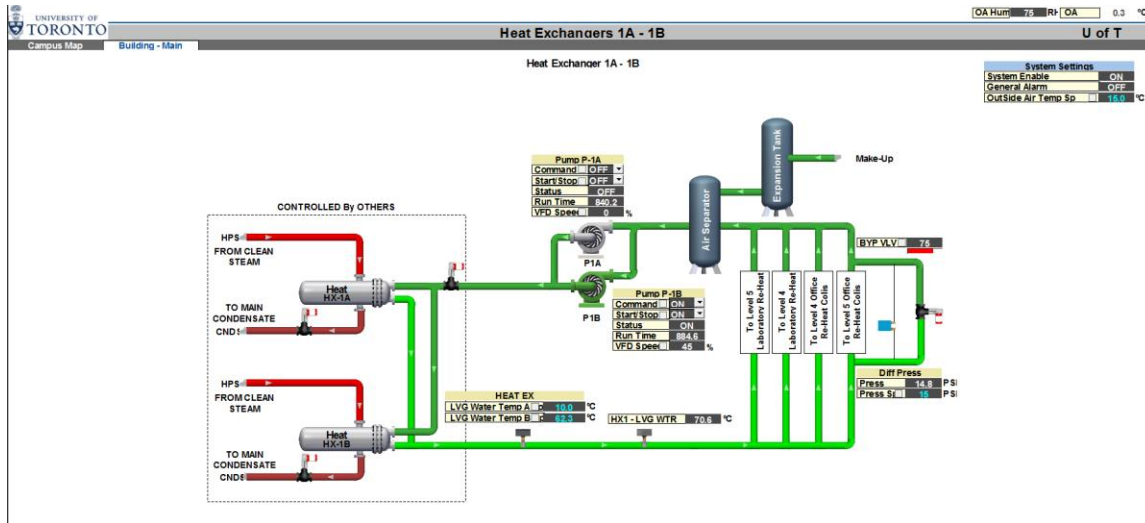 UNIVERSITY OF
TORONTO
OA Hum 75 RH OA 0.3 °C
Heat Exchangers 1A - 1B
U of T
Campus Map Building - Main
Heat Exchanger 1A - 1B
System Settings
System Enable ON
General Alarm OFF
OutSide Air Temp Sp 15.0 °C
Expansion Tank
Make-Up
Air Separator
Pump P-1A
Command OFF
Start/Stop OFF
Status OFF
Run Time 840.2
VFD Speed 0 %
P1A
CONTROLLED By OTHERS
HPS
FROM CLEAN
STEAM
Heat
HX-1A
TO MAIN
CONDENSATE
CNDS
P1B
Pump P-1B
Command ON
Start/Stop ON
Status ON
Run Time 884.6
VFD Speed 45 %
BYP VLV 75
To Level 5
Laboratory Re-Heat
To Level 4
Laboratory Re-Heat
To Level 4 Office
Re-Heat Coils
To Level 5 Office
Re-Heat Coils
Diff Press
Press 14.8 PSI
Press Sp 15 PSI
HPS
FROM CLEAN
STEAM
Heat
HX-1B
TO MAIN
CONDENSATE
CNDS
HEAT EX
LVG Water Temp A 10.0 °C
LVG Water Temp B 62.3 °C
HX1 - LVG WTR 70.6 °C